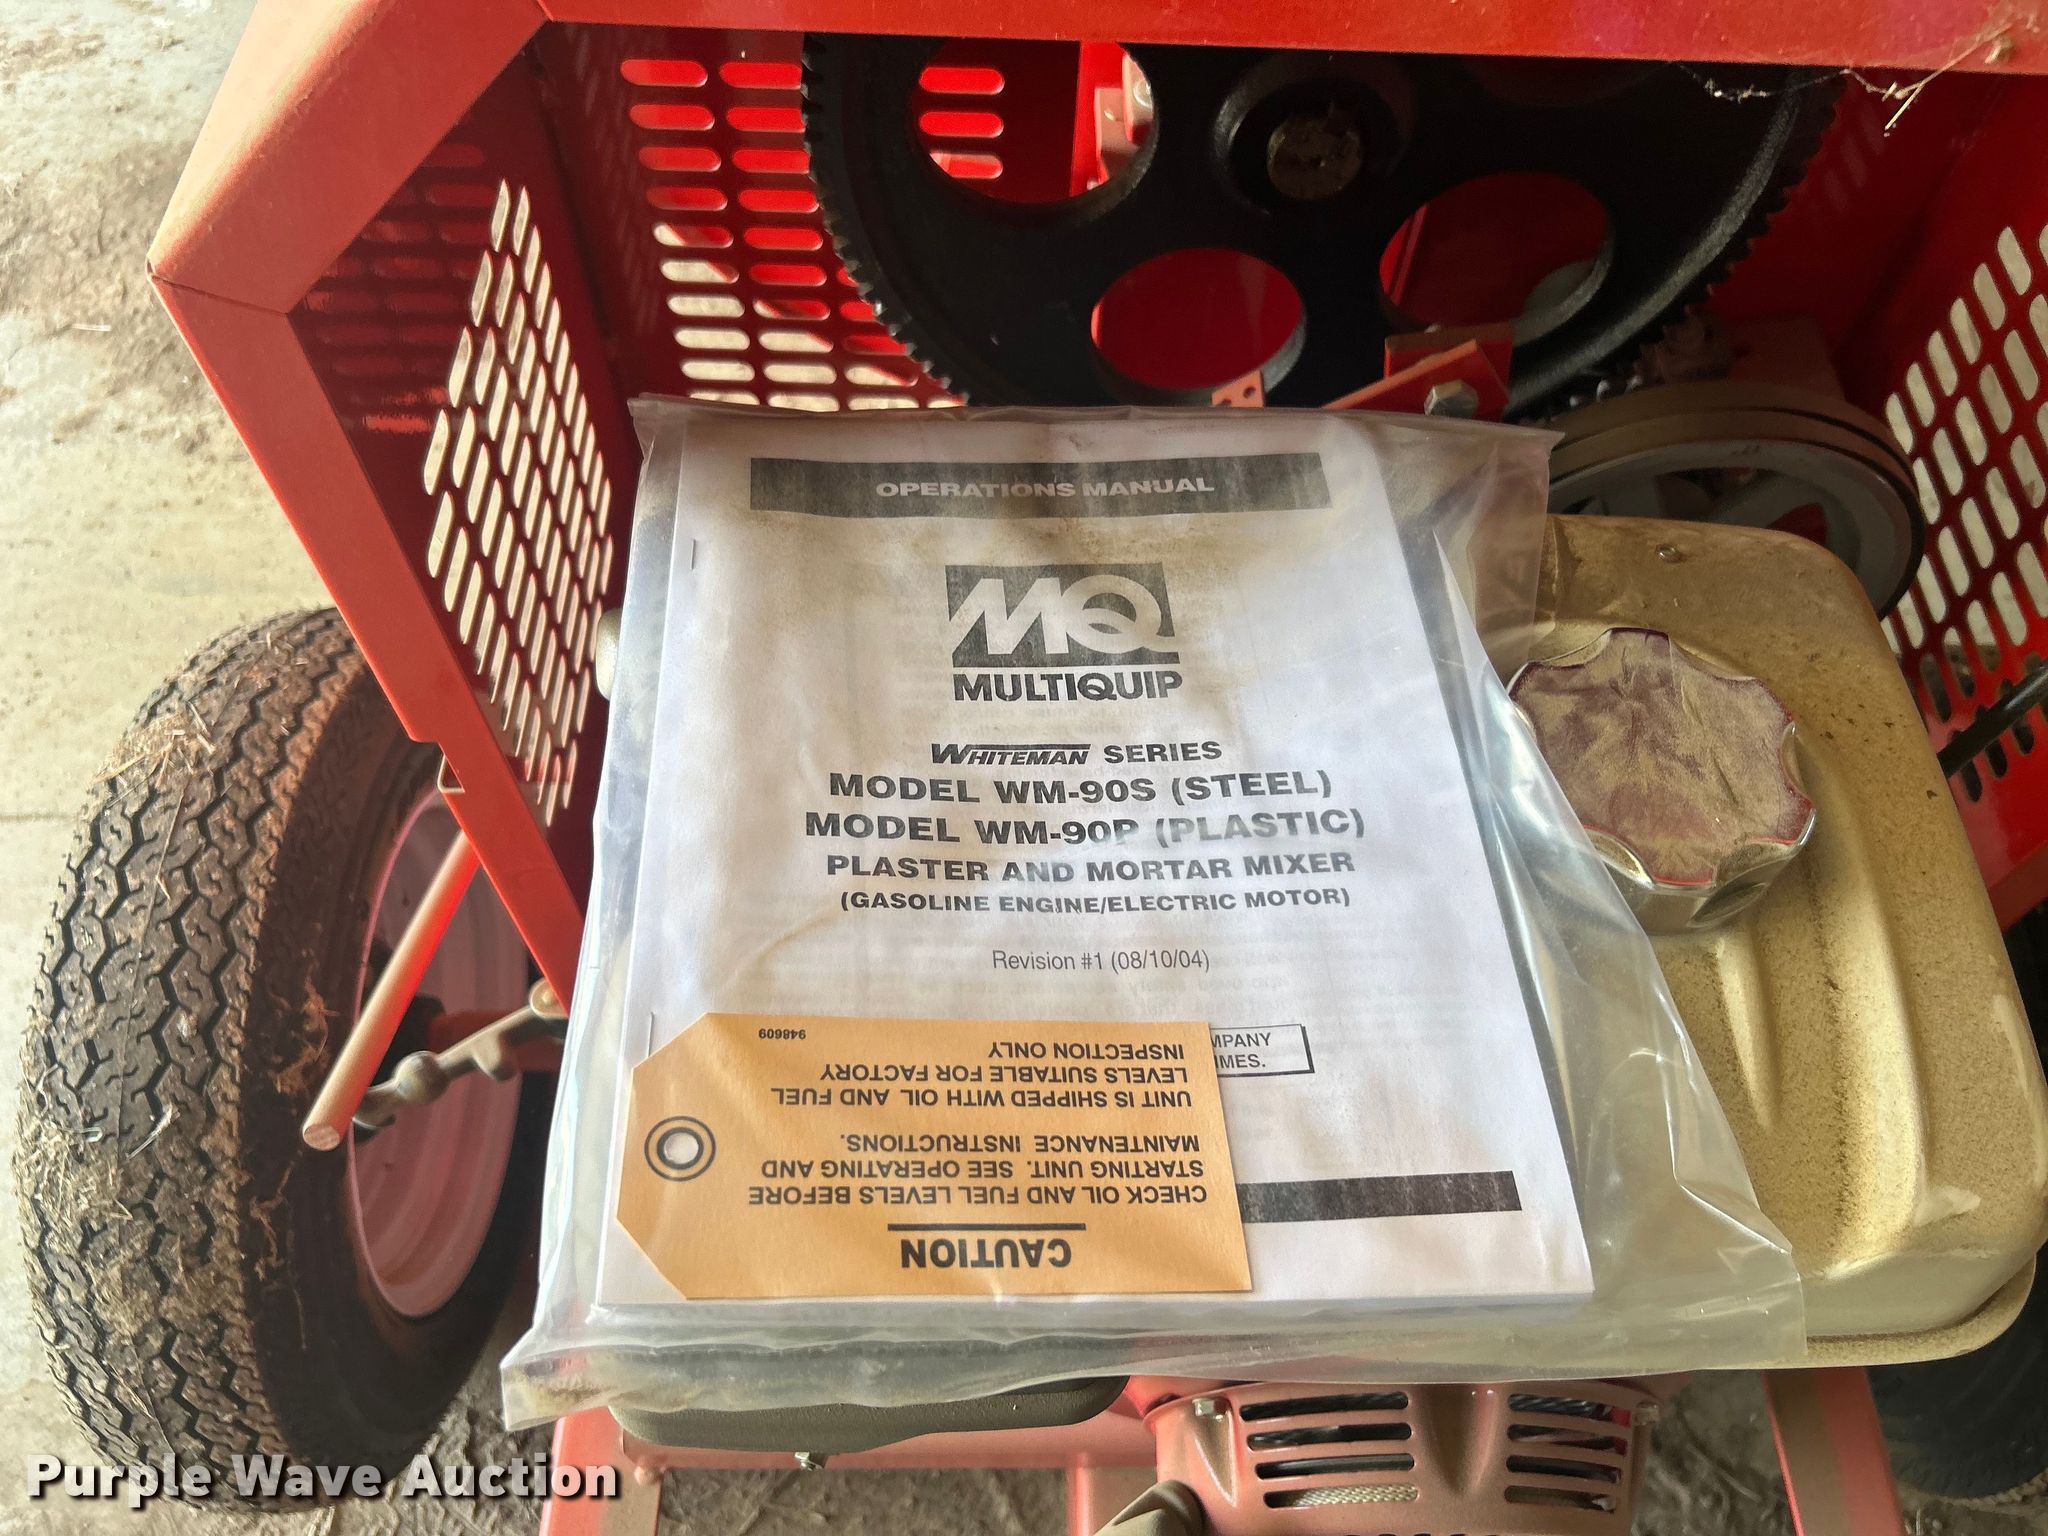 OPERATIONS MANUAL
MQ
MULTIQUIP
WHITEMAN SERIES
MODEL WM-90S (STEEL)
MODEL WM-90P (PLASTIC)
PLASTER AND MORTAR MIXER
(GASOLINE ENGINE/ELECTRIC MOTOR)
Revision #1 (08/10/04)
CAUTION
CHECK OIL AND FUEL LEVELS BEFORE
STARTING UNIT. SEE OPERATING AND
MAINTENANCE INSTRUCTIONS.
UNIT IS SHIPPED WITH OIL AND FUEL
LEVELS SUITABLE FOR FACTORY
INSPECTION ONLY
948609
Purple Wave Auction